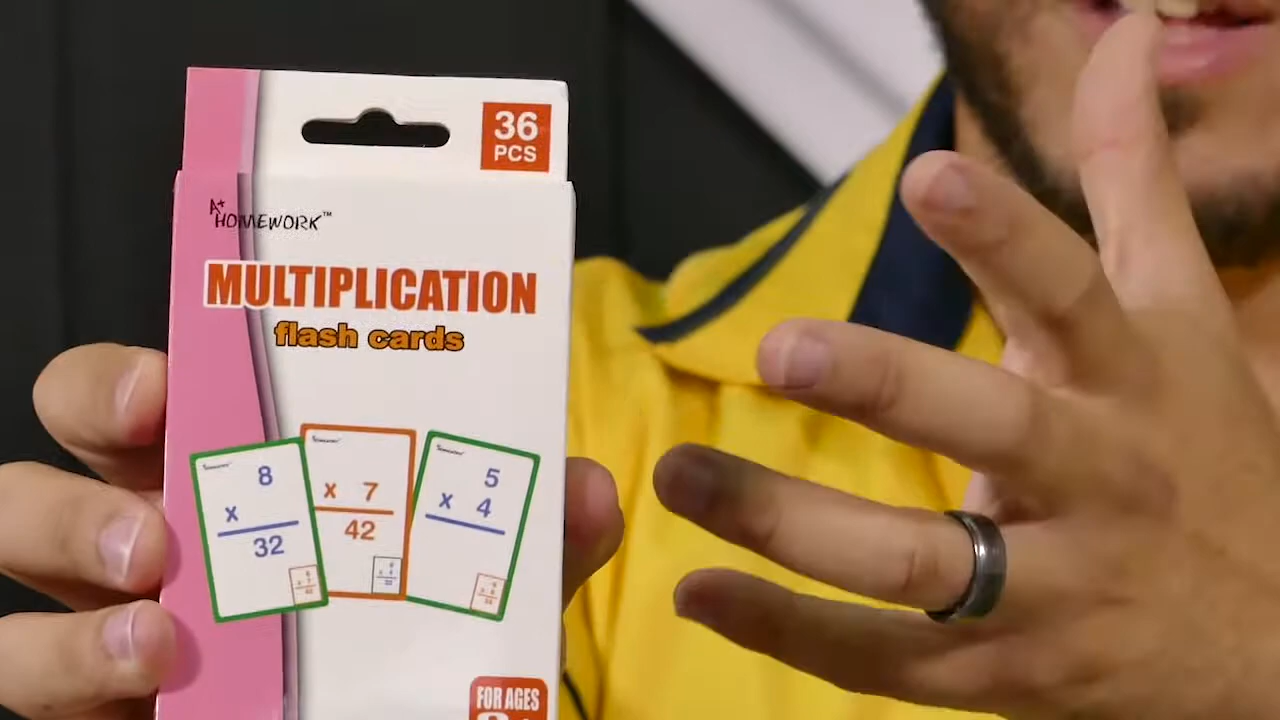 36
PCS
A+
HOMEWORK™
MULTIPLICATION
flash cards
8
x
32
x 7
42
5
x 4
FOR AGES